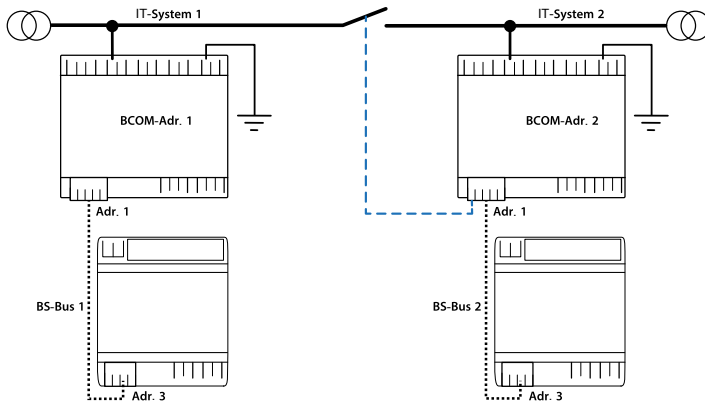 IT-System 1
IT-System 2
BCOM-Adr. 1
BCOM-Adr. 2
Adr. 1
Adr. 1
BS-Bus 1
BS-Bus 2
Adr. 3
Adr. 3